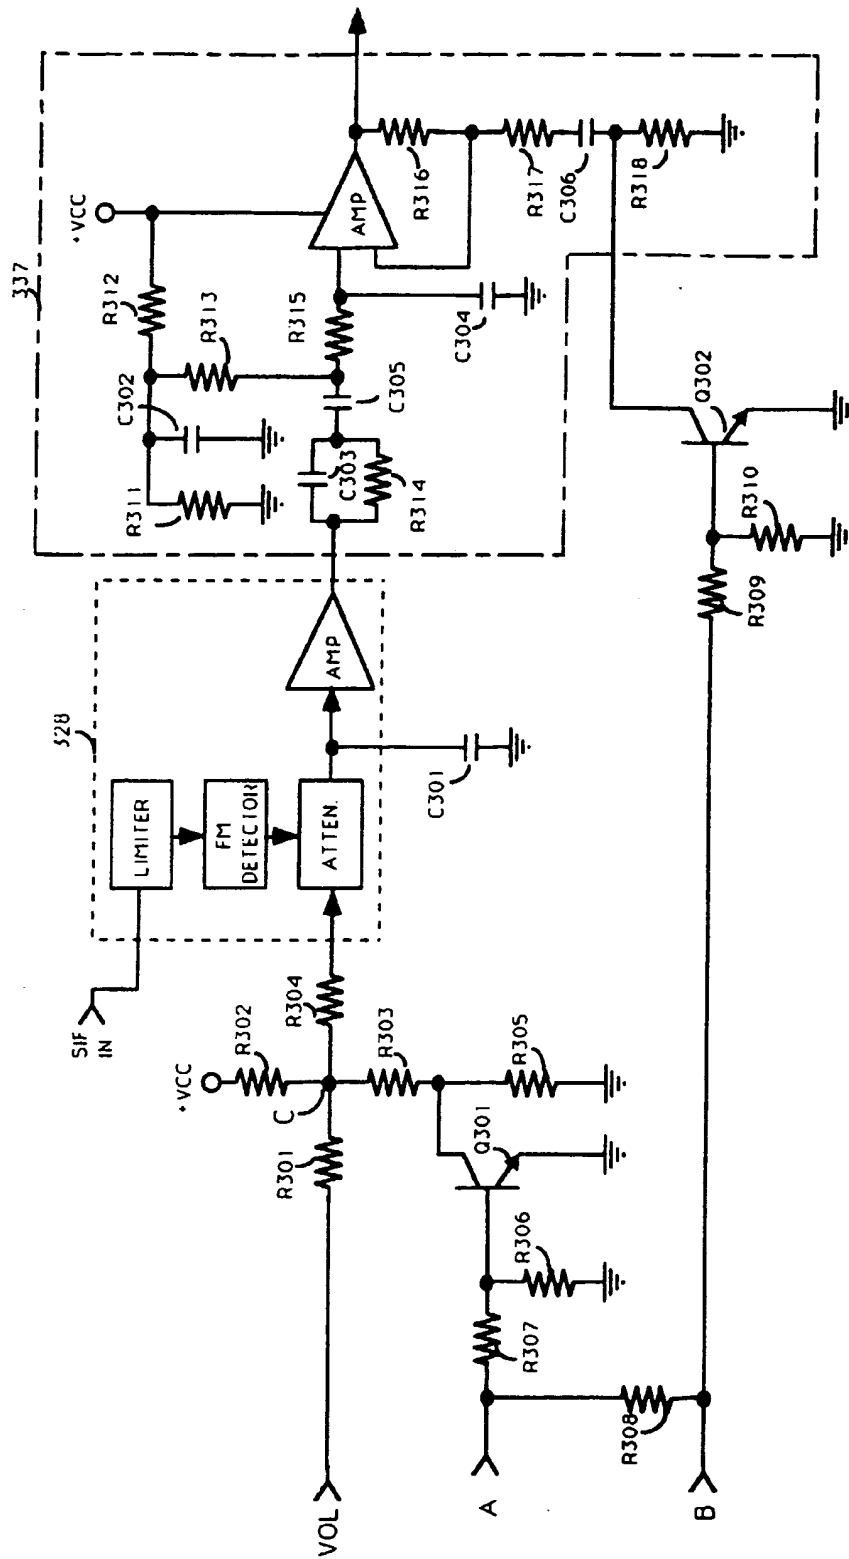 337
+VCC
R312
R313
R315
C302
R311
C303
R314
C305
C304
AMP
R316
R317
C306
R318
Q302
R310
R309
328
AMP
LIMITER
FM
DETECTOR
ATTEN.
C301
SIF
IN
+VCC
R302
R304
C
R301
R303
R305
Q301
R306
R307
R308
VOL
A
B